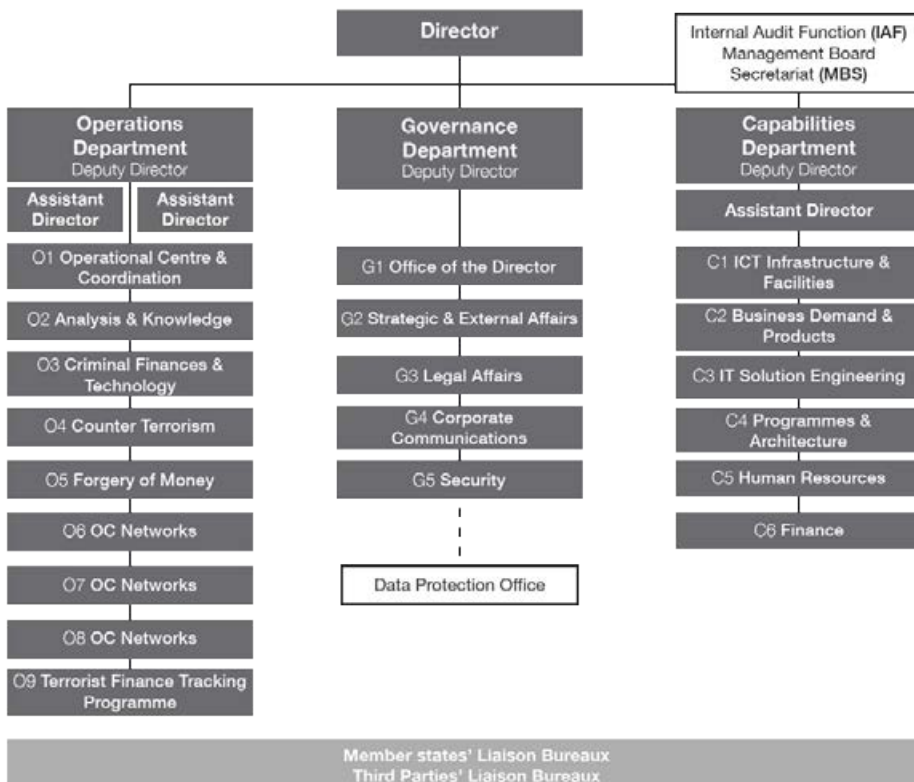 Director
Internal Audit Function (IAF)
Management Board
Secretariat (MBS)
Operations
Department
Deputy Director
Assistant
Director
Assistant
Director
O1 Operational Centre &
Coordination
O2 Analysis & Knowledge
O3 Criminal Finances &
Technology
O4 Counter Terrorism
O5 Forgery of Money
O6 OC Networks
O7 OC Networks
O8 OC Networks
O9 Terrorist Finance Tracking
Programme
Governance
Department
Deputy Director
G1 Office of the Director
G2 Strategic & External Affairs
G3 Legal Affairs
G4 Corporate
Communications
G5 Security
Data Protection Office
Capabilities
Department
Deputy Director
Assistant Director
C1 ICT Infrastructure &
Facilities
C2 Business Demand &
Products
C3 IT Solution Engineering
C4 Programmes &
Architecture
C5 Human Resources
C6 Finance
Member states' Liaison Bureaux
Third Parties' Liaison Bureaux